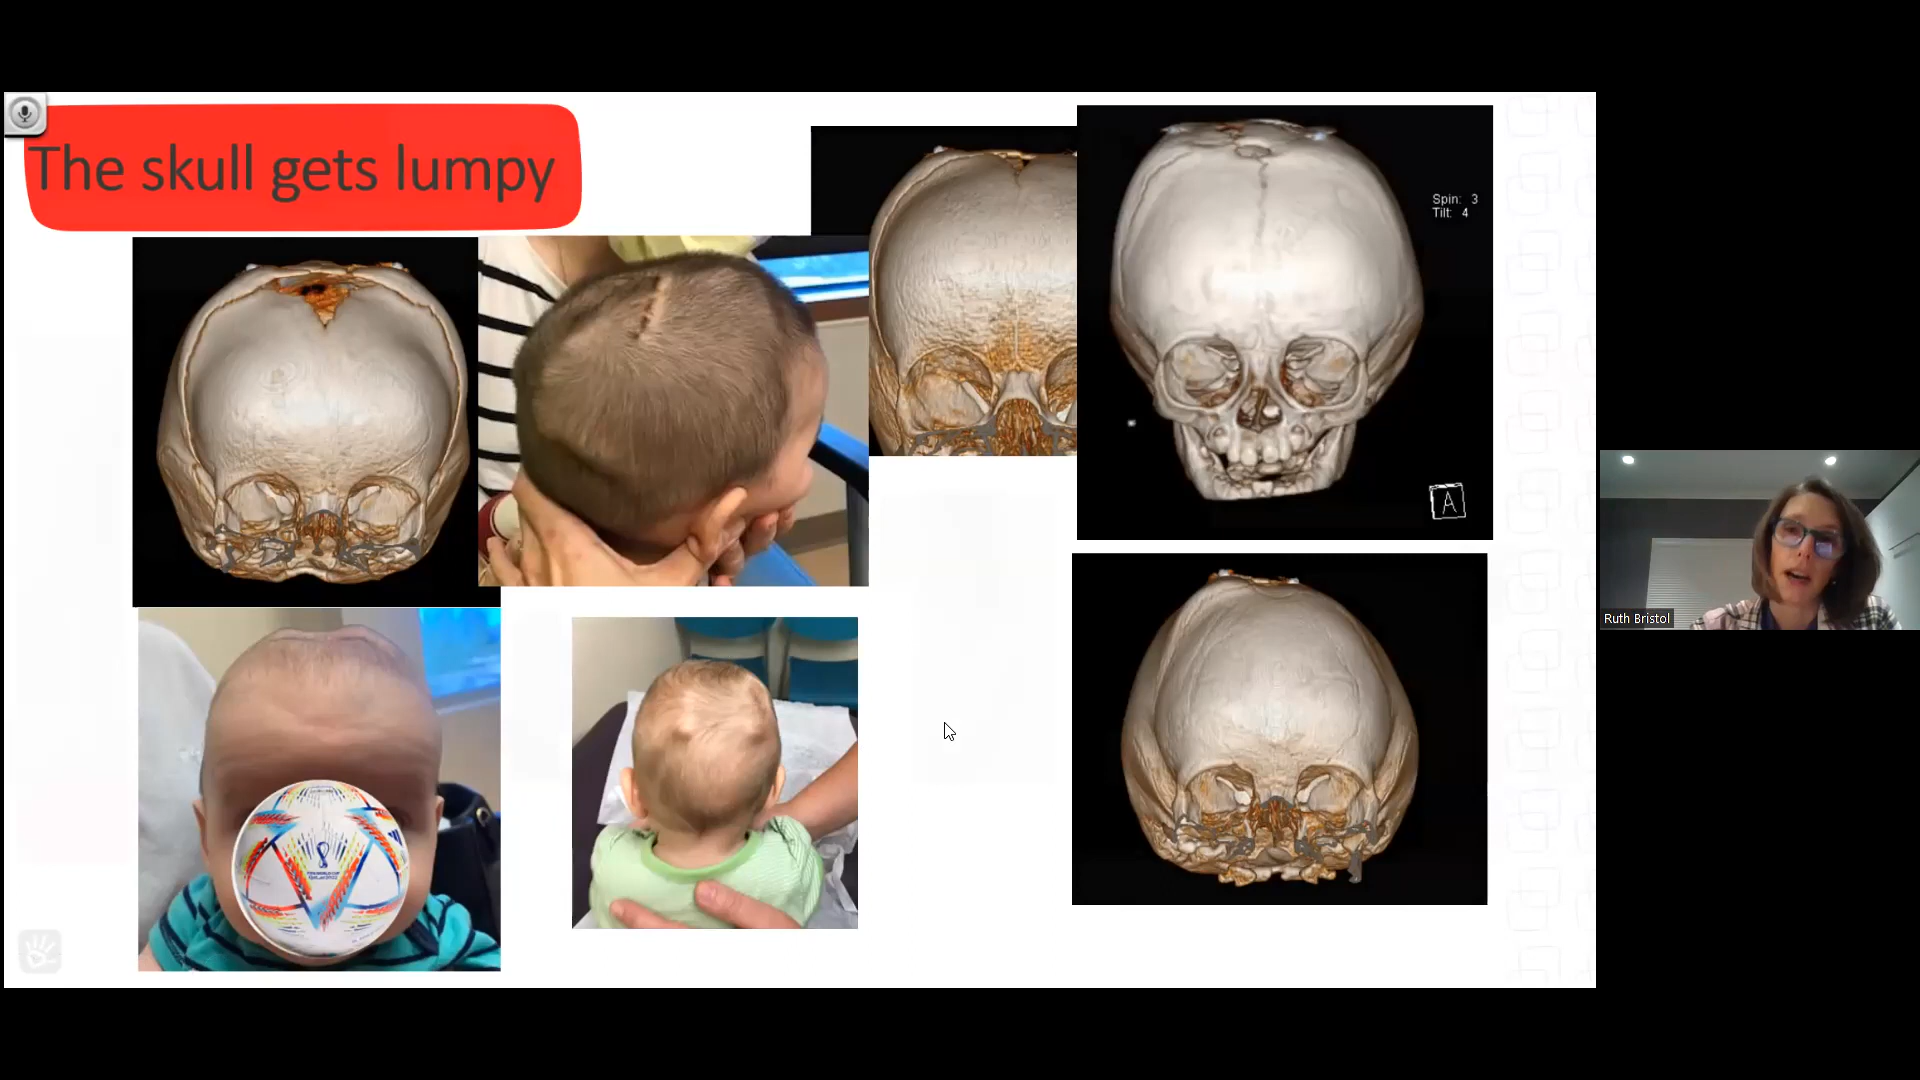 The skull gets lumpy
Spin: 3
Tilt: 4
A
Ruth Bristol